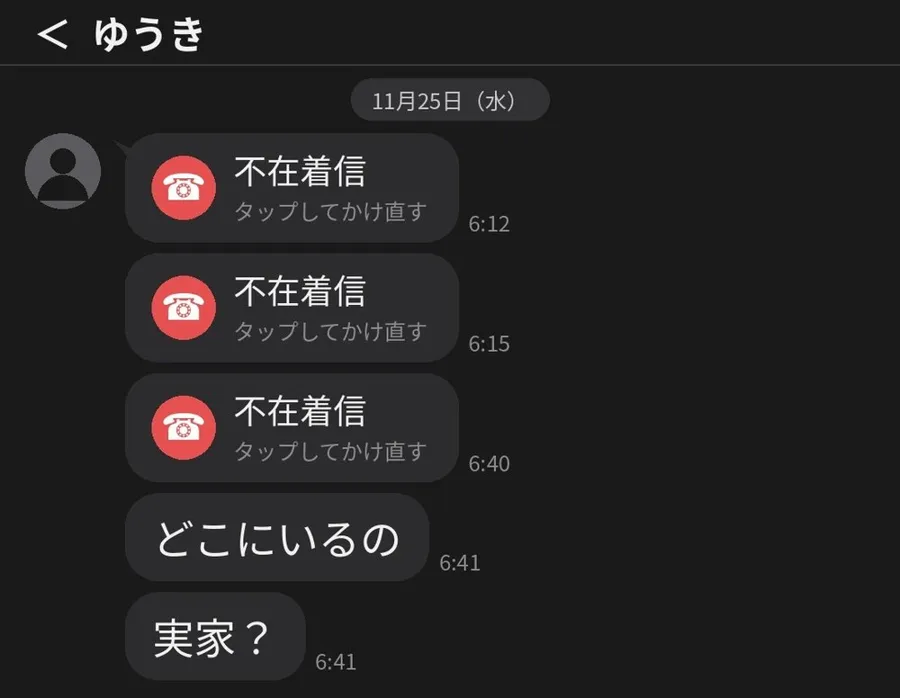 ゆうき
11月25日（水）
不在着信
タップしてかけ直す
6:12
不在着信
タップしてかけ直す
6:15
不在着信
タップしてかけ直す
6:40
どこにいるの
6:41
実家？
6:41